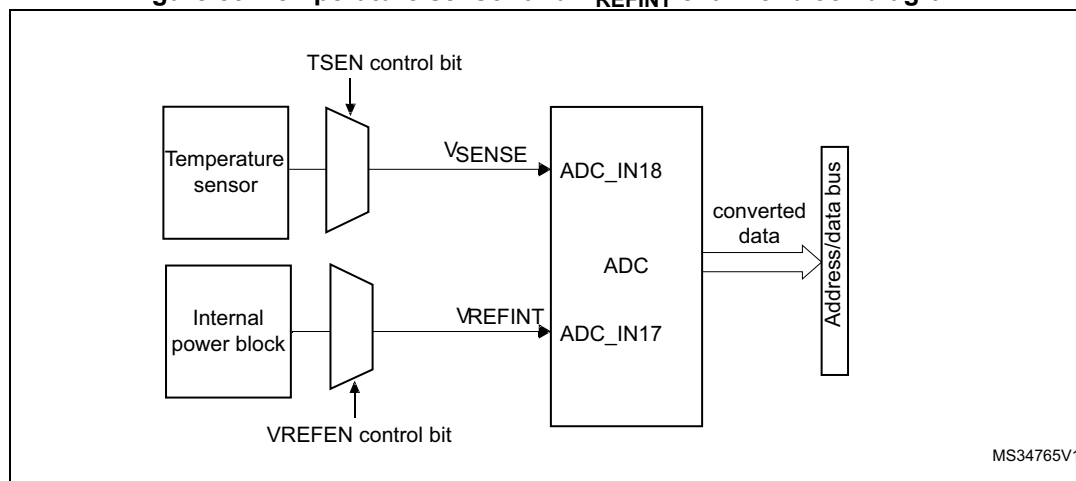 REFINT
TSEN control bit
Temperature
sensor
VSENSE
ADC_IN18
converted
data
Address/data bus
ADC
Internal
power block
VREFINT
ADC_IN17
VREFEN control bit
MS34765V1